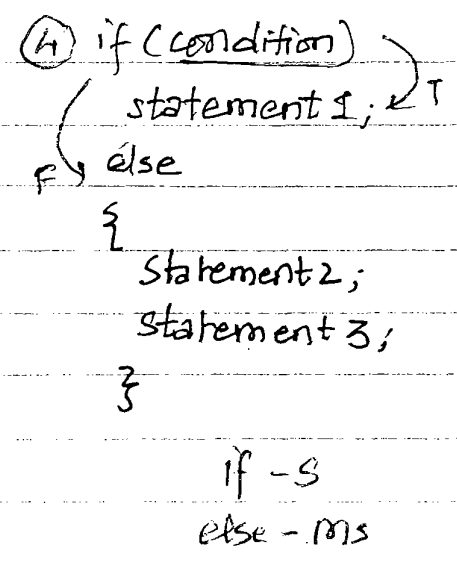 ④ if (condition)
statement 1; T
F else
{
Statement 2;
Statement 3;
}
if - S
else - ms